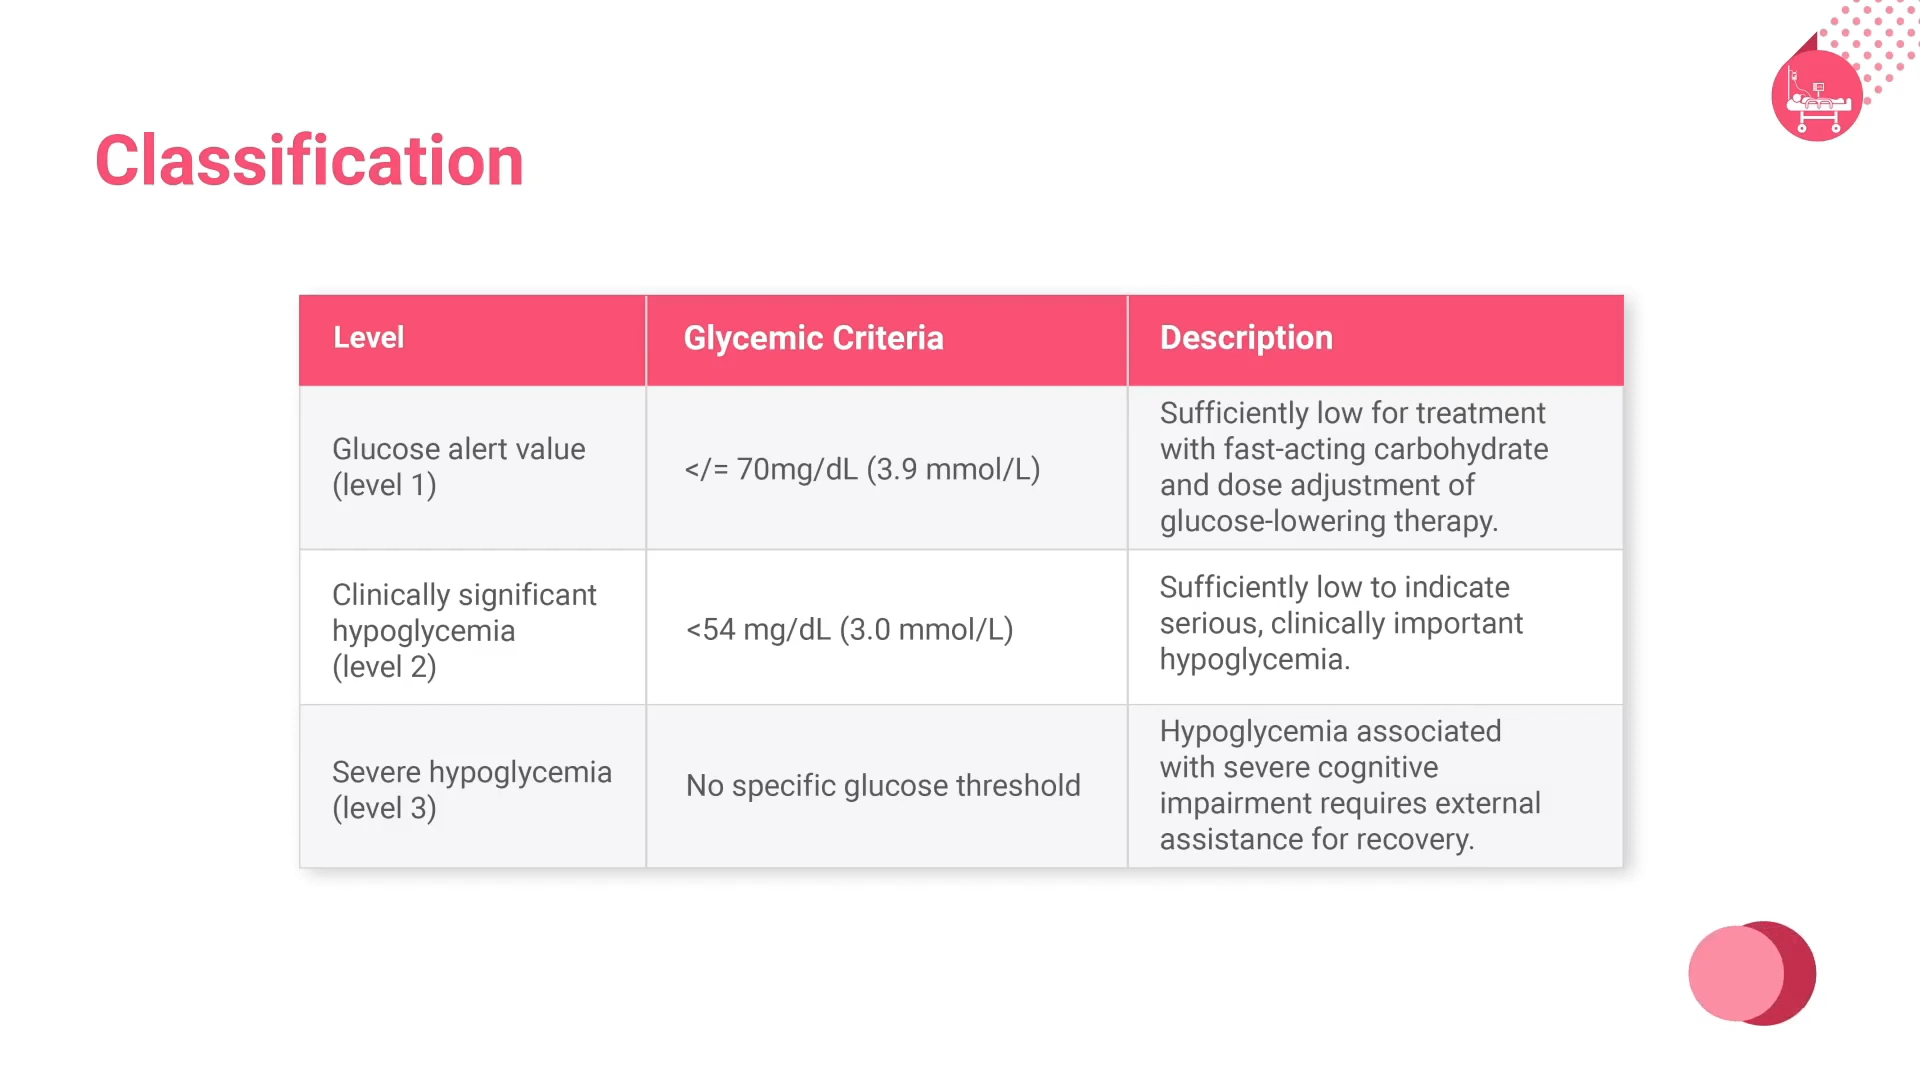 Classification
Level
Glycemic Criteria
Description
Glucose alert value
(level 1)
</= 70mg/dL (3.9 mmol/L)
Sufficiently low for treatment
with fast-acting carbohydrate
and dose adjustment of
glucose-lowering therapy.
Clinically significant
hypoglycemia
(level 2)
<54 mg/dL (3.0 mmol/L)
Sufficiently low to indicate
serious, clinically important
hypoglycemia.
Severe hypoglycemia
(level 3)
No specific glucose threshold
Hypoglycemia associated
with severe cognitive
impairment requires external
assistance for recovery.